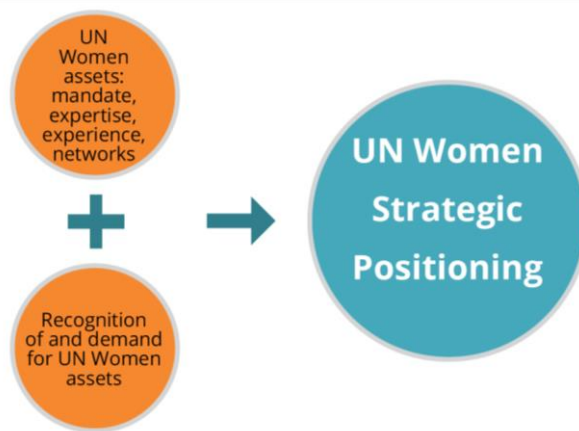 UN
Women
assets:
mandate,
expertise,
experience,
networks
Recognition
of and demand
for UN Women
assets
UN Women
Strategic
Positioning